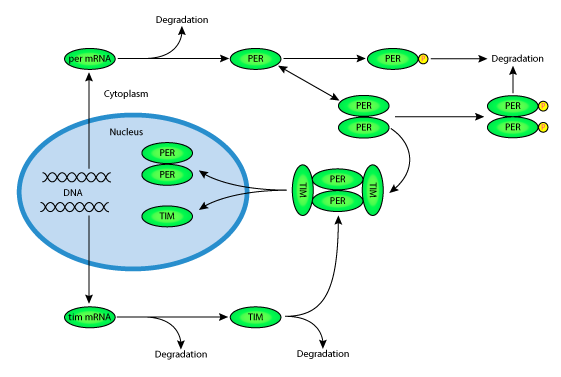 Degradation
per mRNA
PER
PER
P
Degradation
Cytoplasm
PER
PER
PER
P
PER
P
Nucleus
PER
PER
DNA
TIM
TIM
PER
PER
TIM
tim mRNA
TIM
Degradation
Degradation